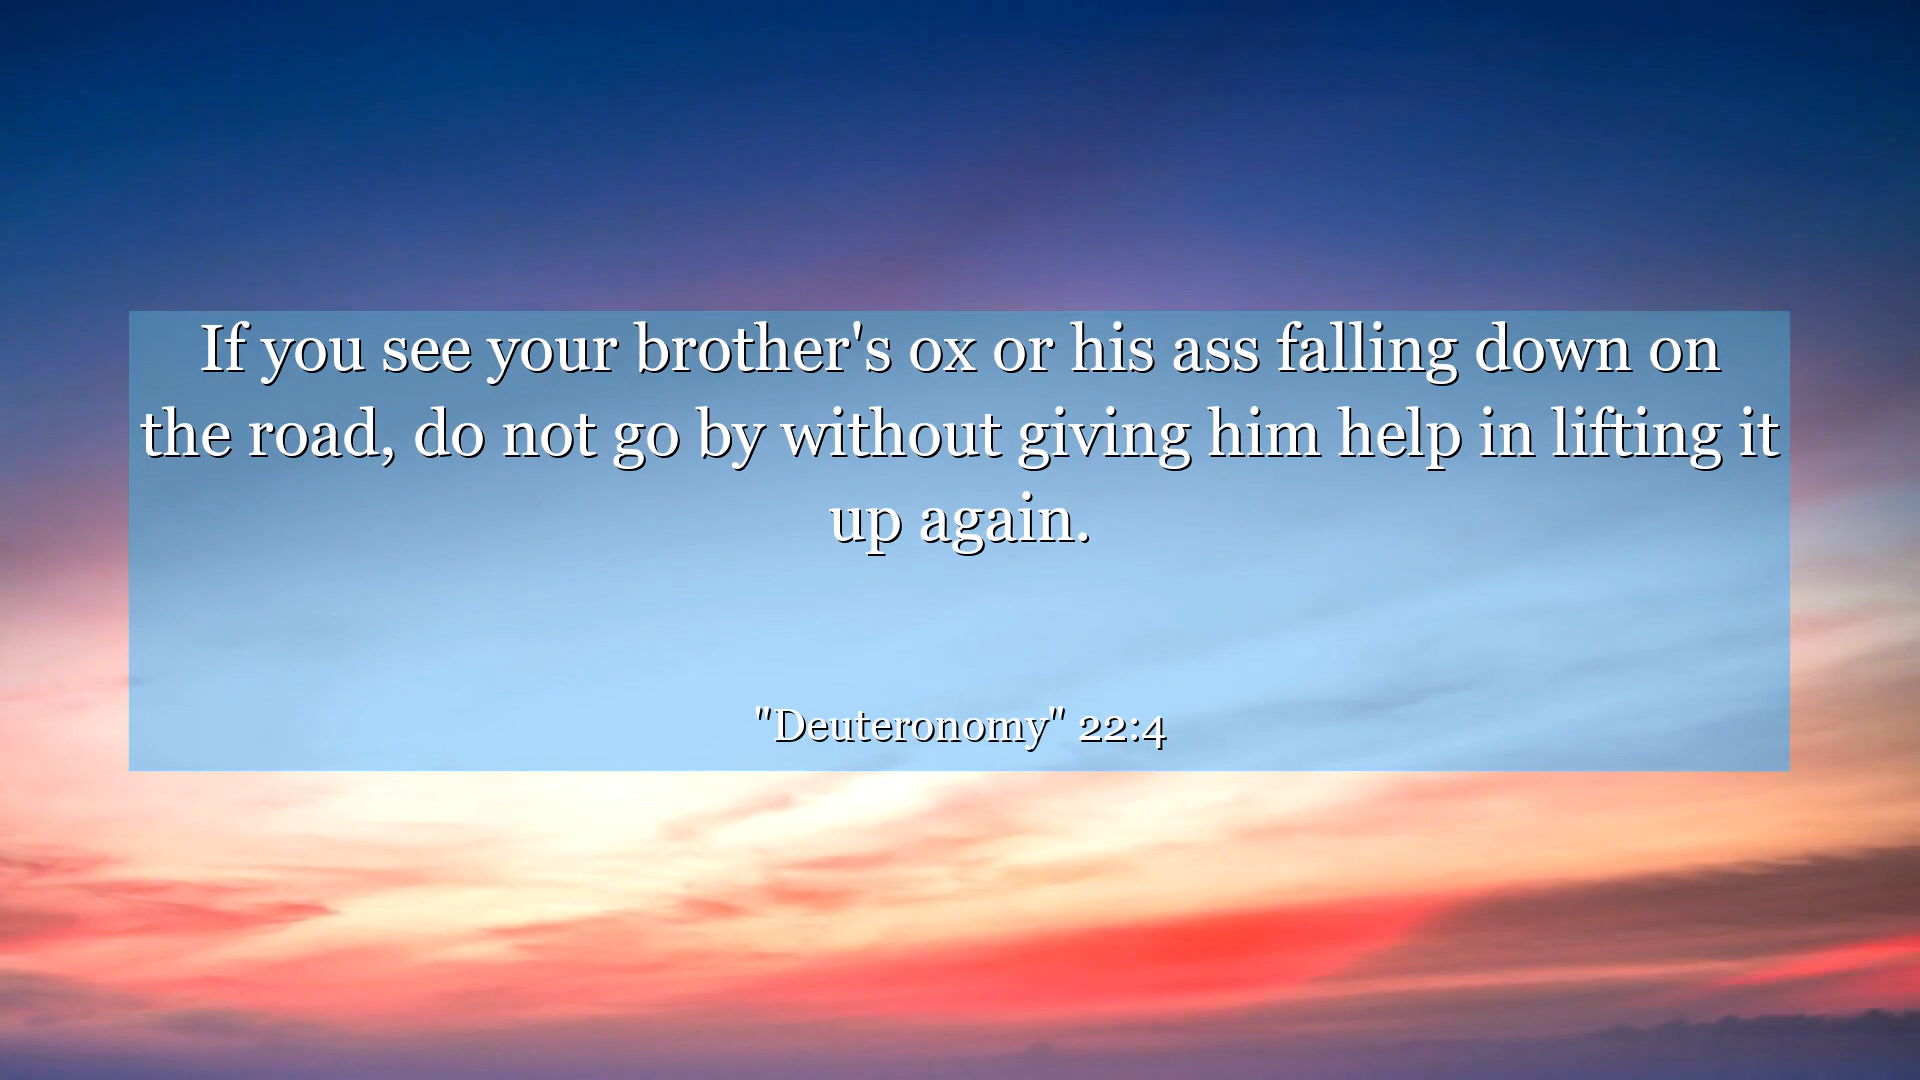 If you see your brother's ox or his ass falling down on
the road, do not go by without giving him help in lifting it
up again.
"Deuteronomy" 22:4